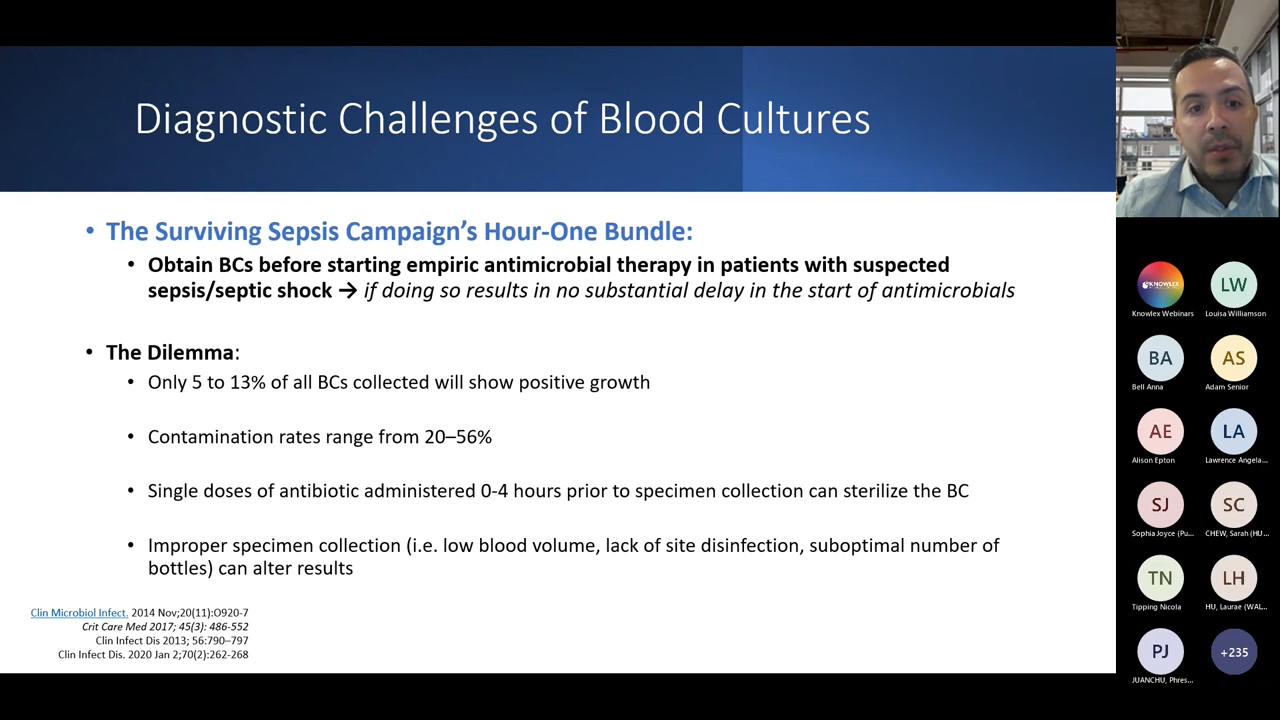 Diagnostic Challenges of Blood Cultures
• The Surviving Sepsis Campaign's Hour-One Bundle:
• Obtain BCs before starting empiric antimicrobial therapy in patients with suspected
sepsis/septic shock → if doing so results in no substantial delay in the start of antimicrobials
• The Dilemma:
• Only 5 to 13% of all BCs collected will show positive growth
• Contamination rates range from 20–56%
• Single doses of antibiotic administered 0-4 hours prior to specimen collection can sterilize the BC
• Improper specimen collection (i.e. low blood volume, lack of site disinfection, suboptimal number of
bottles) can alter results
Clin Microbiol Infect. 2014 Nov;20(11):O920-7
Crit Care Med 2017; 45(3): 486-552
Clin Infect Dis 2013; 56:790–797
Clin Infect Dis. 2020 Jan 2;70(2):262-268
KNOWLEX
LW
Knowlex Webinars
Louisa Williamson
BA
AS
Bell Anna
Adam Senior
AE
LA
Alison Epton
Lawrence Angela...
SJ
SC
Sophia Joyce (Pu...
CHEW, Sarah (HU...
TN
LH
Tipping Nicola
HU, Laurae (WAL...
PJ
+235
JUANCHU, Phres...